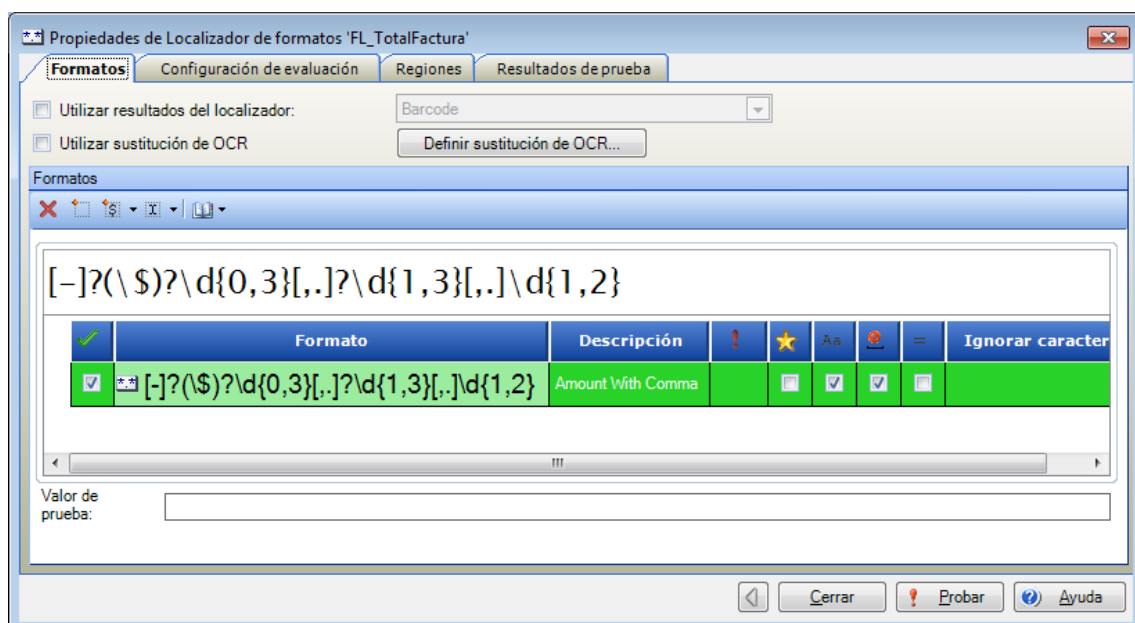 Propiedades de Localizador de formatos 'FL_TotalFactura'
Formatos Configuración de evaluación Regiones Resultados de prueba
Utilizar resultados del localizador: Barcode
Utilizar sustitución de OCR Definir sustitución de OCR...
Formatos
[-]?(\$)?\d{0,3}[,.]?\d{1,3}[,.]\d{1,2}
Formato Descripción Aa = Ignorar caracter
[-]?(\$)?\d{0,3}[,.]?\d{1,3}[,.]\d{1,2} Amount With Comma
Valor de
prueba:
Cerrar Probar Ayuda